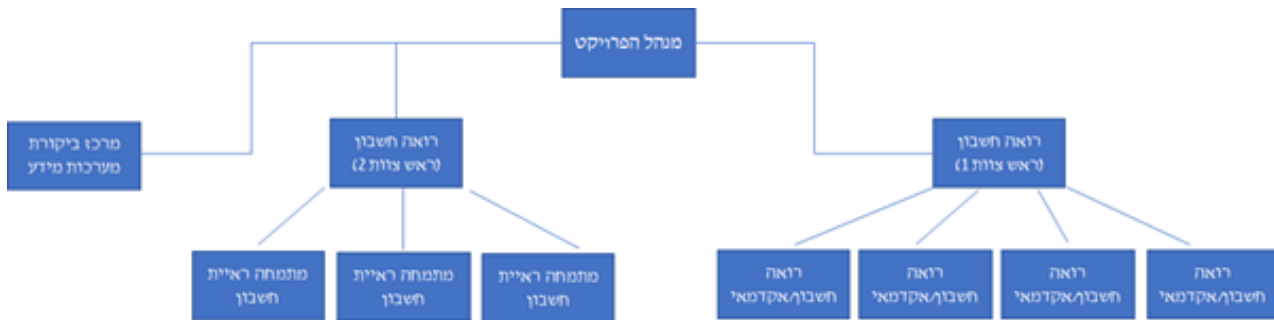 מנהל הפרויקט
רואה חשבון
(ראש צוות 1)
רואה חשבון
(ראש צוות 2)
מרכז ביקורת
מערכות מידע
רואה
חשבון/אקדמאי
רואה
חשבון/אקדמאי
רואה
חשבון/אקדמאי
רואה
חשבון/אקדמאי
מתמחה ראיית
חשבון
מתמחה ראיית
חשבון
מתמחה ראיית
חשבון